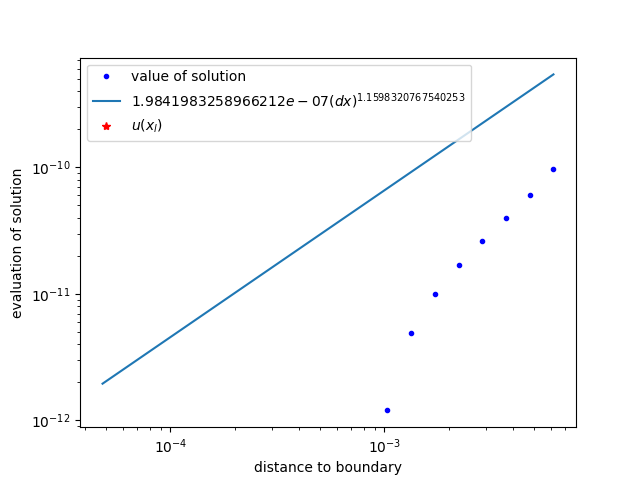 value of solution
1.9841983258966212e − 07(dx)^1.1598320767540253
u(x_l)
10^−10
10^−11
10^−12
evaluation of solution
10^−4
10^−3
distance to boundary